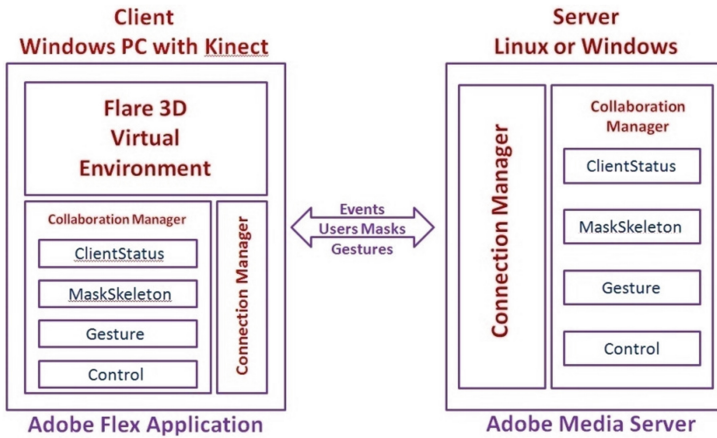 Client
Windows PC with Kinect
Flare 3D
Virtual
Environment
Collaboration Manager
ClientStatus
MaskSkeleton
Gesture
Control
Connection Manager
Adobe Flex Application
Events
Users Masks
Gestures
Server
Linux or Windows
Connection Manager
Collaboration
Manager
ClientStatus
MaskSkeleton
Gesture
Control
Adobe Media Server